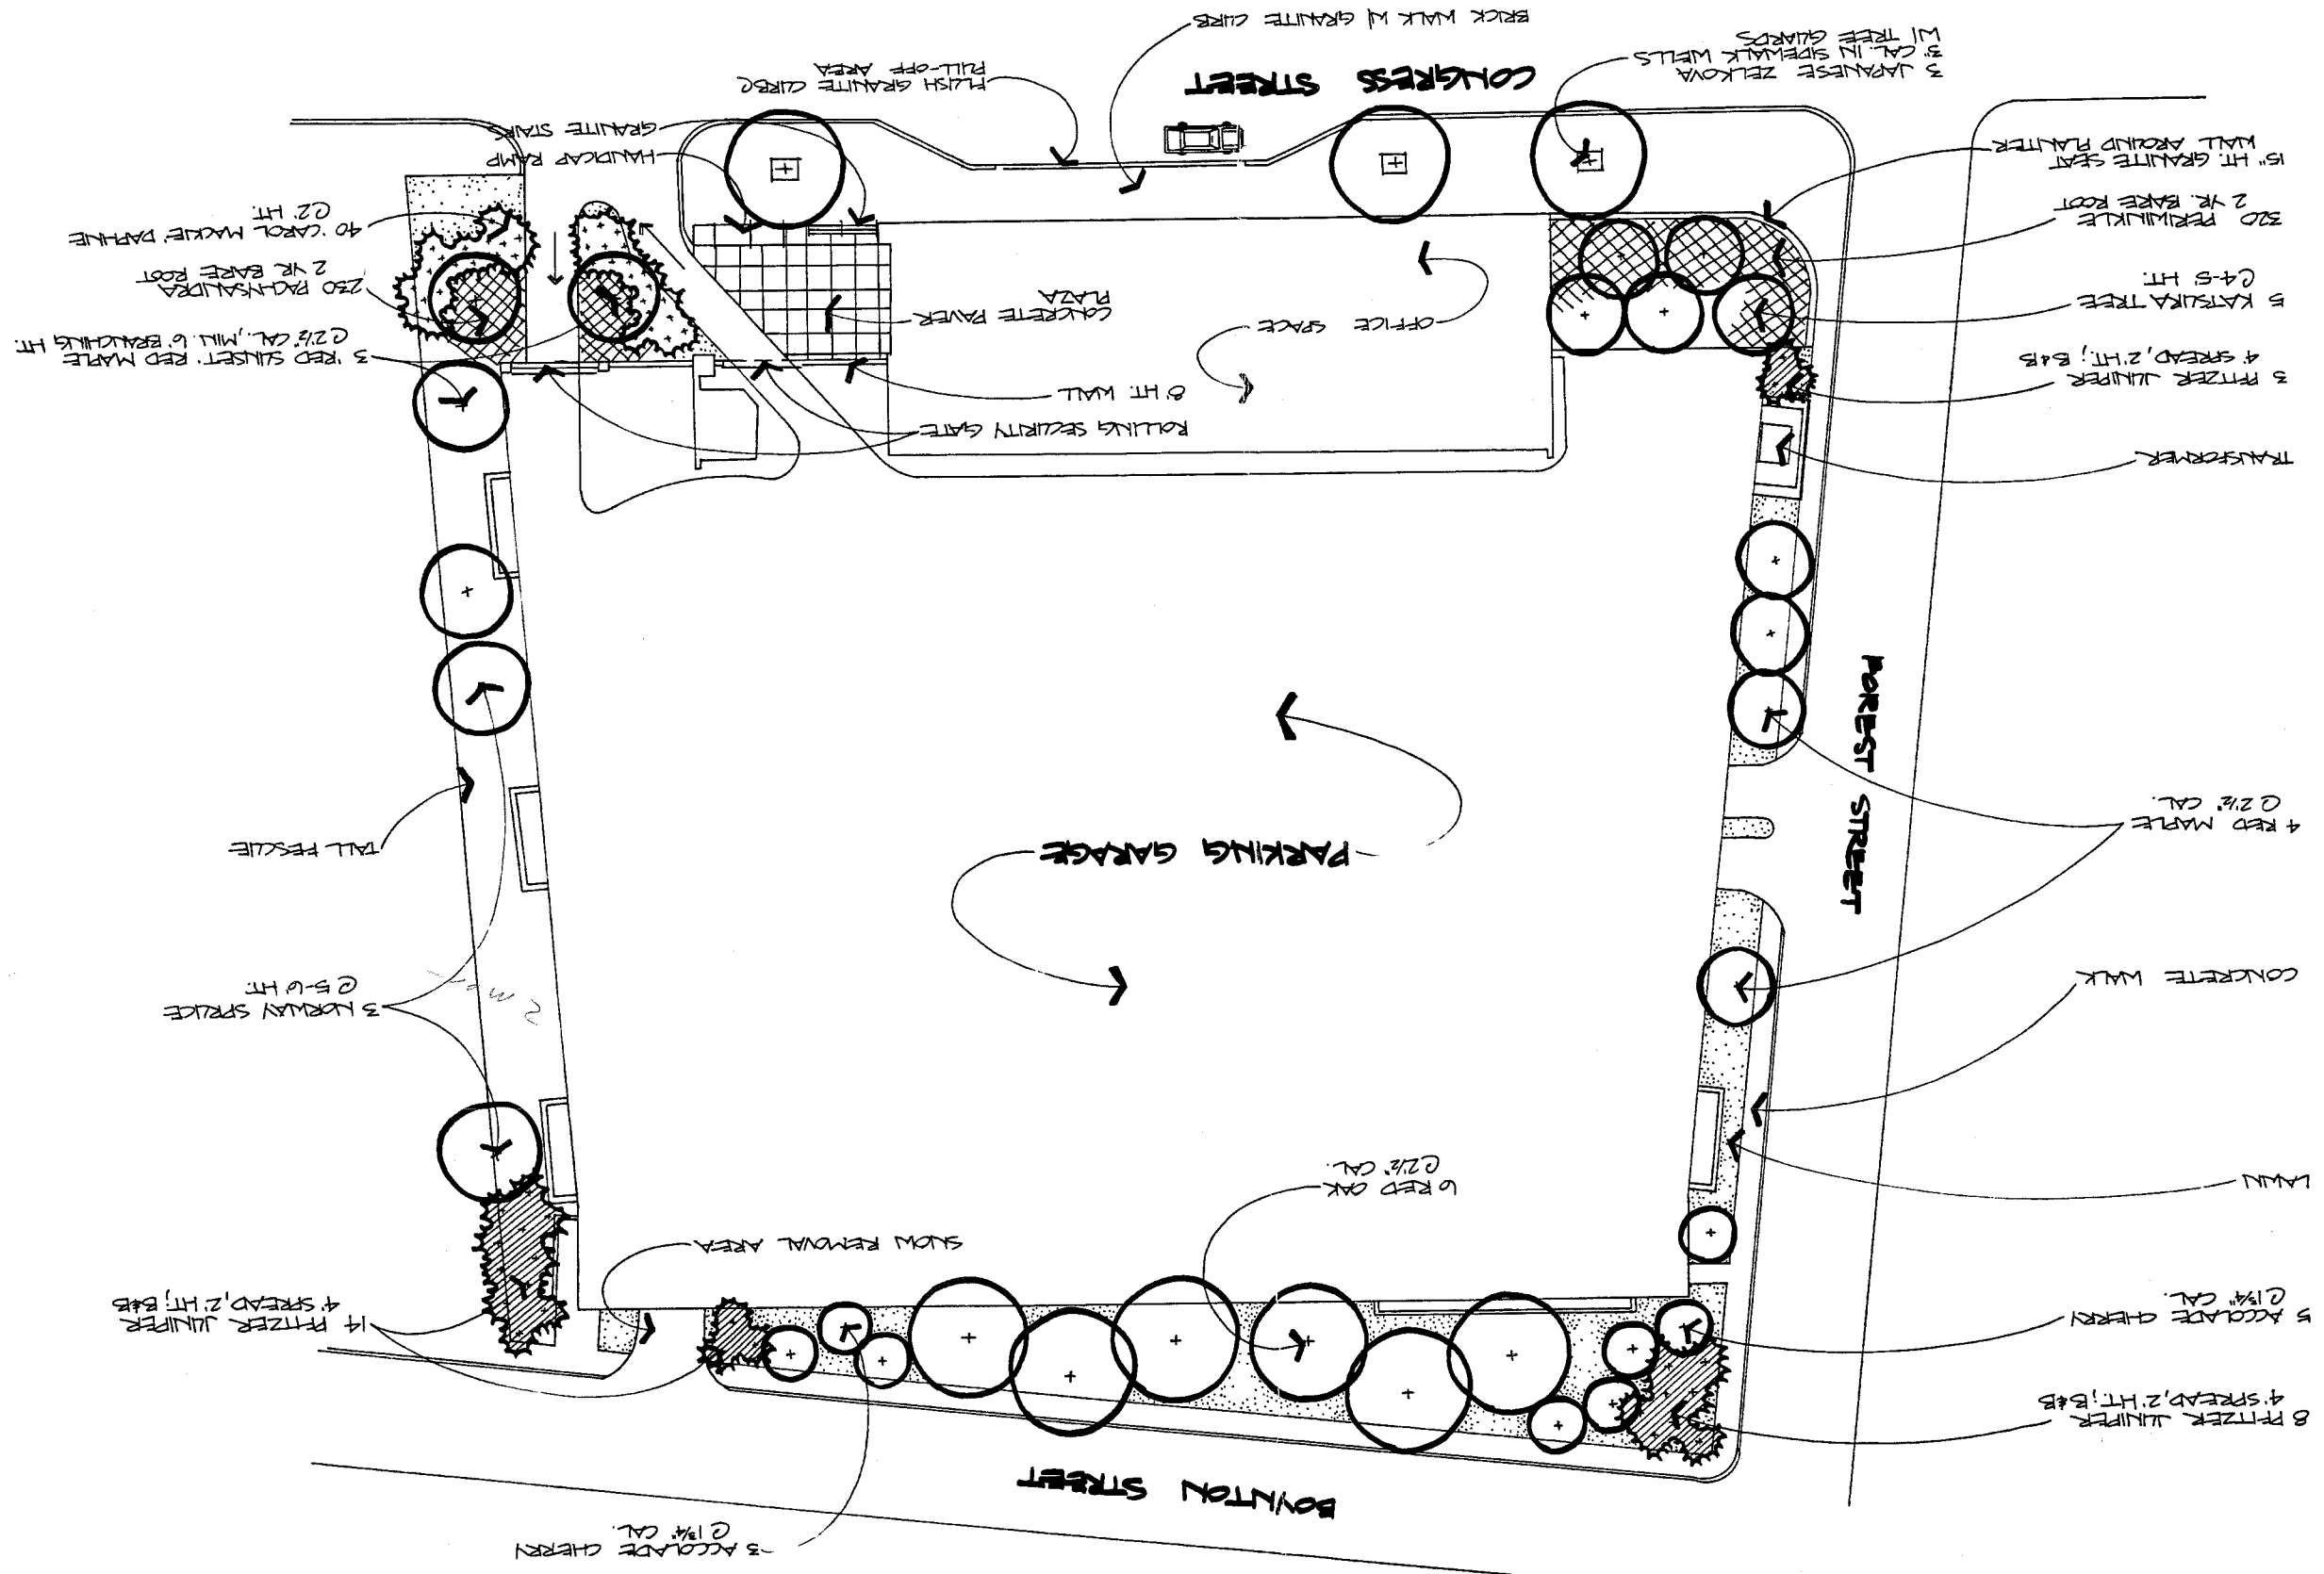 3 ACCOLADE CHERRY
@ 1 3/4" CAL.
BOYNTON STREET
8 PFITZER JUNIPER
4' SPREAD, 2' HT.; B&B
5 ACCOLADE CHERRY
@ 1 3/4" CAL.
14 PFITZER JUNIPER
4' SPREAD, 2' HT.; B&B
SNOW REMOVAL AREA
LAWN
6 RED OAK
@ 2 1/2" CAL.
CONCRETE WALK
3 NORWAY SPRUCE
@ 5-6' HT.
4 RED MAPLE
@ 2 1/2" CAL.
FOREST STREET
PARKING GARAGE
TALL FESCUE
TRANSFORMER
ROLLING SECURITY GATE
8' HT. WALL
3 PFITZER JUNIPER
4' SPREAD, 2' HT.; B&B
3 'RED SUNSET' RED MAPLE
@ 2 1/2" CAL., MIN. 6' BRANCHING HT.
5 KATSURA TREE
@ 4-5' HT.
OFFICE SPACE
CONCRETE PAVER
PLAZA
230 PACHYSANDRA
2 YR. BARE ROOT
320 PERIWINKLE
2 YR. BARE ROOT
40 'CAROL MACKIE' DAPHNE
@ 2' HT.
15" HT. GRANITE SEAT
WALL AROUND PLANTER
HANDICAP RAMP
GRANITE STAIRS
CONGRESS STREET
FLUSH GRANITE CURB @
PULL-OFF AREA
3 JAPANESE ZELKOVA
3" CAL. IN SIDEWALK WELLS
W/ TREE GUARDS
BRICK WALK W/ GRANITE CURB